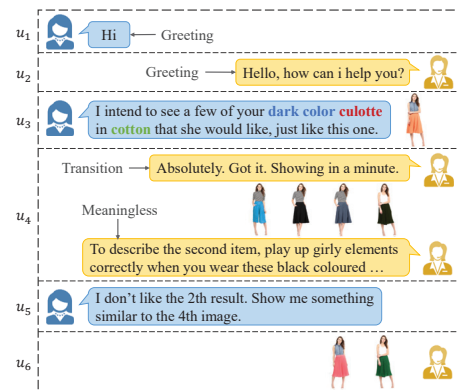 u1
Hi
Greeting
u2
Greeting
Hello, how can i help you?
u3
I intend to see a few of your dark color culotte
in cotton that she would like, just like this one.
Transition
Absolutely. Got it. Showing in a minute.
u4
Meaningless
To describe the second item, play up girly elements
correctly when you wear these black coloured …
u5
I don't like the 2th result. Show me something
similar to the 4th image.
u6